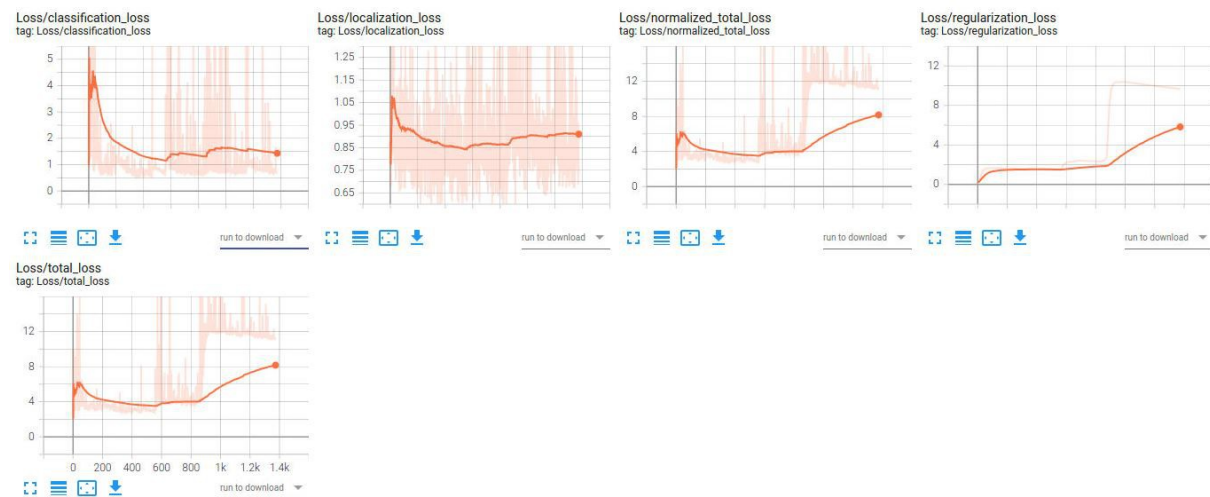 Loss/classification_loss
tag: Loss/classification_loss
5
4
3
2
1
0
run to download
Loss/localization_loss
tag: Loss/localization_loss
1.25
1.15
1.05
0.95
0.85
0.75
0.65
run to download
Loss/normalized_total_loss
tag: Loss/normalized_total_loss
12
8
4
0
run to download
Loss/regularization_loss
tag: Loss/regularization_loss
12
8
4
0
run to download
Loss/total_loss
tag: Loss/total_loss
12
8
4
0
0 200 400 600 800 1k 1.2k 1.4k
run to download